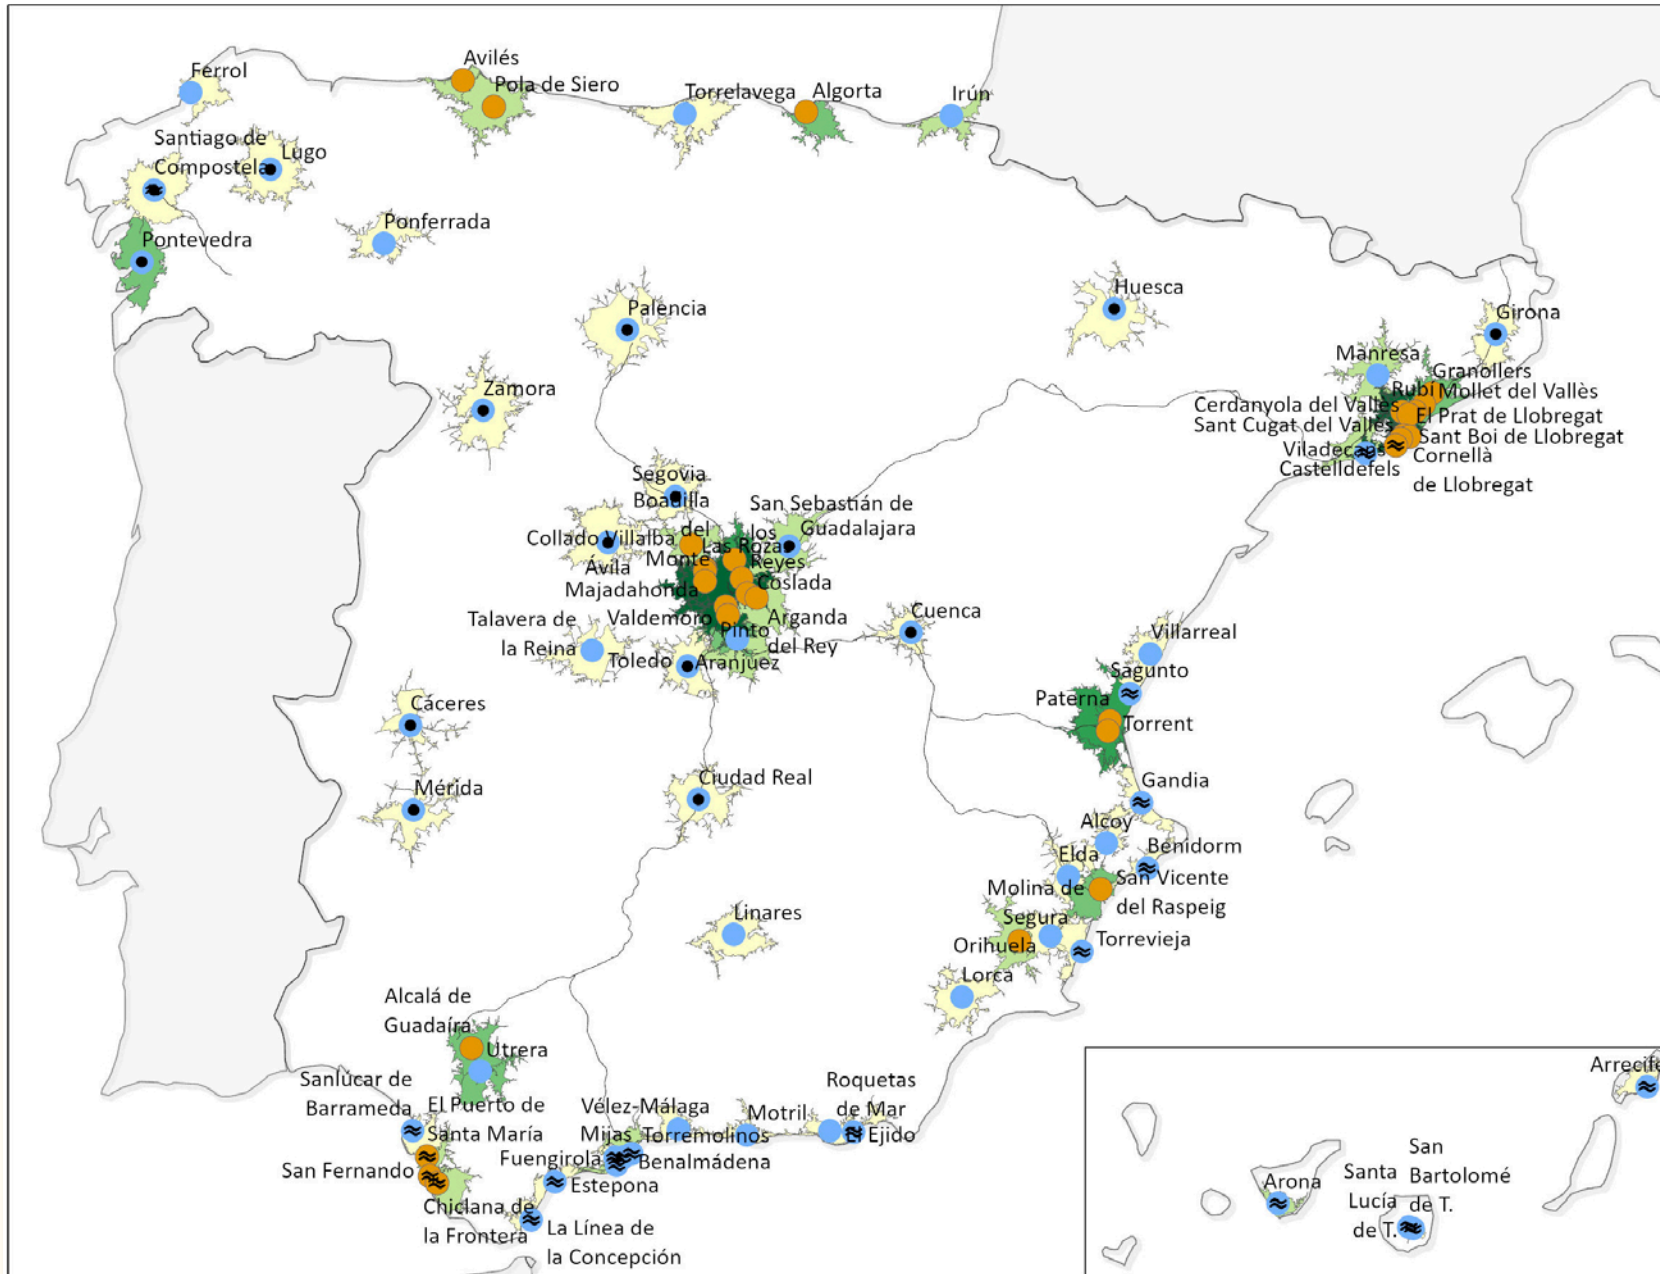 Avilés
Ferrol
Pola de Siero
Torrelavega
Algorta
Irún
Santiago de
Compostela
Lugo
Ponferrada
Pontevedra
Huesca
Palencia
Girona
Manresa
Granollers
Zamora
Rubí
Mollet del Vallès
Cerdanyola del Vallès
El Prat de Llobregat
Sant Cugat del Vallès
Sant Boi de Llobregat
Viladecans
Cornellà
de Llobregat
Castelldefels
Segovia
Boadilla
del
Monte
San Sebastián de
los
Reyes
Guadalajara
Collado Villalba
Las Rozas
Ávila
Majadahonda
Coslada
Talavera de
la Reina
Valdemoro
Pinto
Arganda
del Rey
Toledo
Aranjuez
Cuenca
Villarreal
Sagunto
Paterna
Torrent
Cáceres
Mérida
Ciudad Real
Gandia
Alcoy
Elda
Benidorm
Molina de
Segura
San Vicente
del Raspeig
Linares
Orihuela
Torrevieja
Lorca
Alcalá de
Guadaíra
Utrera
Sanlúcar de
Barrameda
El Puerto de
Santa María
Vélez-Málaga
Motril
Roquetas
de Mar
El Ejido
Mijas
Torremolinos
Fuengirola
Benalmádena
San Fernando
Estepona
Chiclana de
la Frontera
La Línea de
la Concepción
Arrecife
Arona
Santa
Lucía
de T.
San
Bartolomé
de T.